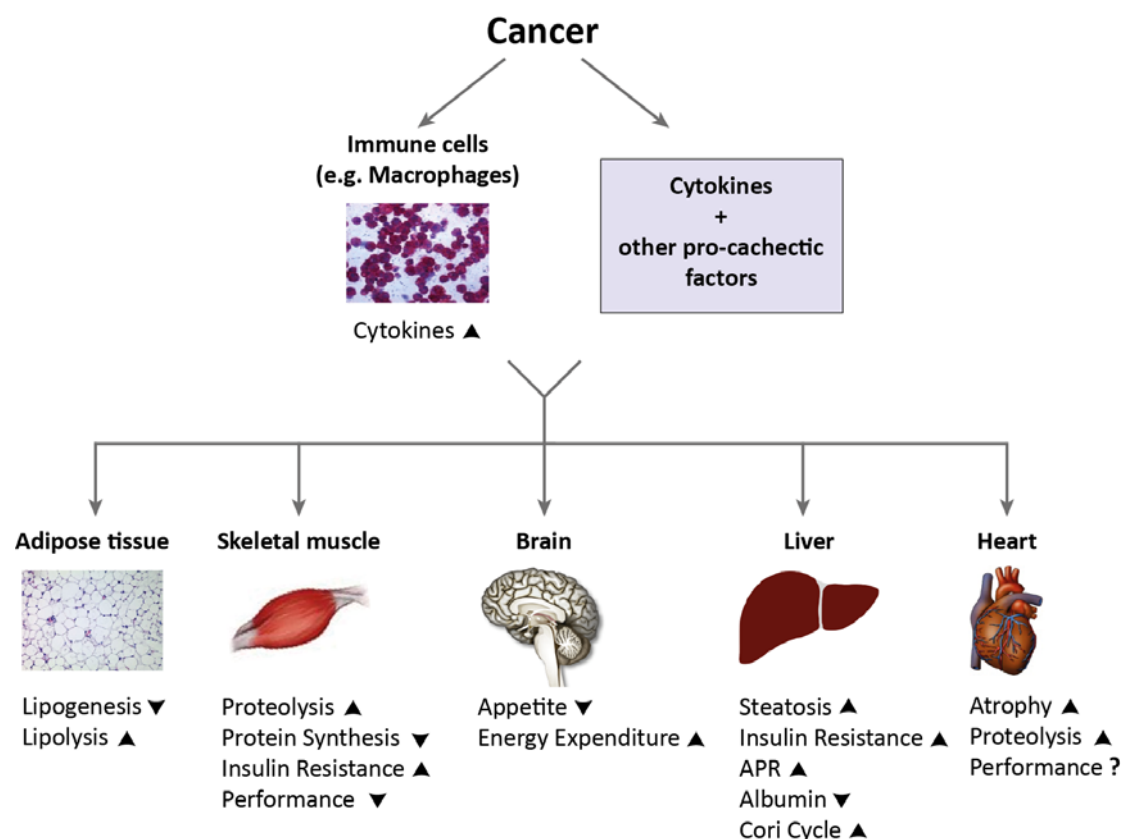 Cancer
Immune cells
(e.g. Macrophages)
Cytokines ▲
Cytokines
+
other pro-cachectic
factors
Adipose tissue
Lipogenesis ▼
Lipolysis ▲
Skeletal muscle
Proteolysis ▲
Protein Synthesis ▼
Insulin Resistance ▲
Performance ▼
Brain
Appetite ▼
Energy Expenditure ▲
Liver
Steatosis ▲
Insulin Resistance ▲
APR ▲
Albumin ▼
Cori Cycle ▲
Heart
Atrophy ▲
Proteolysis ▲
Performance ?